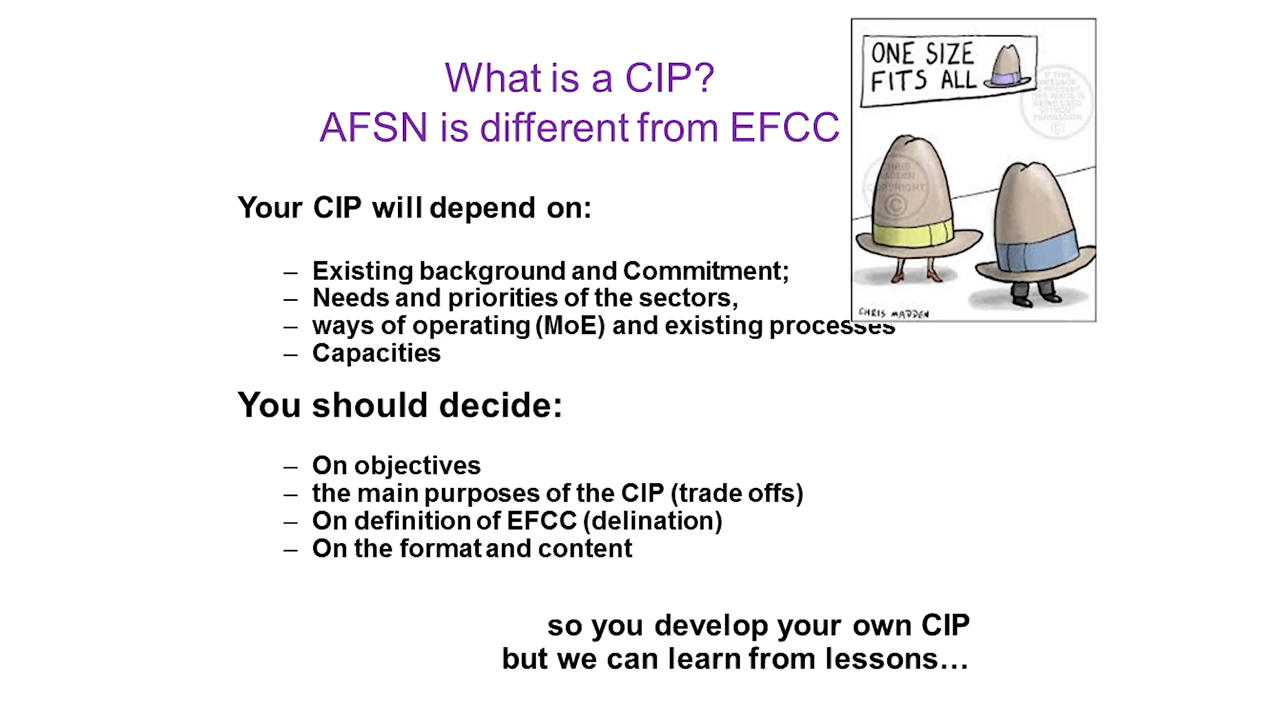 What is a CIP?
AFSN is different from EFCC
ONE SIZE
FITS ALL
CHRIS
MADDEN
COPYRIGHT
©
CHRIS MADDEN
Your CIP will depend on:
– Existing background and Commitment;
– Needs and priorities of the sectors,
– ways of operating (MoE) and existing processes
– Capacities
You should decide:
– On objectives
– the main purposes of the CIP (trade offs)
– On definition of EFCC (delination)
– On the format and content
so you develop your own CIP
but we can learn from lessons…